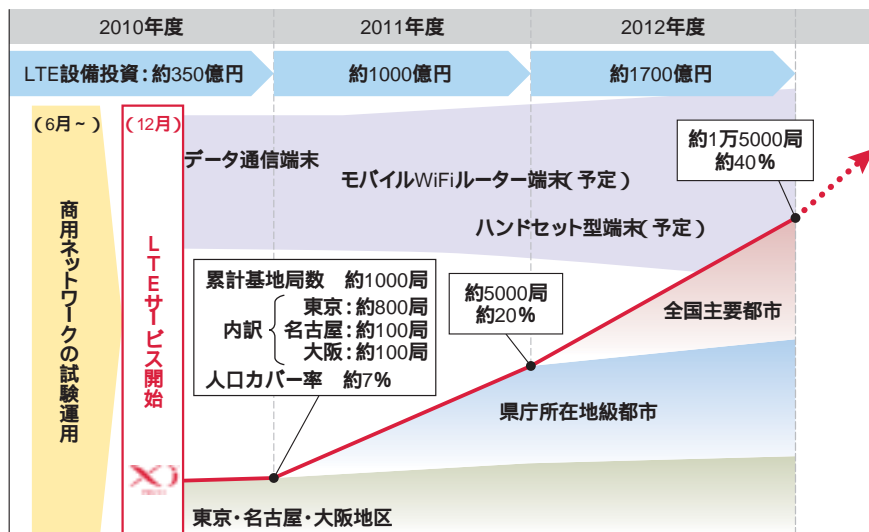 2010年度
2011年度
2012年度
LTE設備投資:約350億円
約1000億円
約1700億円
(6月~)
(12月)
商用ネットワークの試験運用
LTEサービス開始
データ通信端末
モバイルWiFiルーター端末(予定)
ハンドセット型端末(予定)
約1万5000局
約40%
累計基地局数 約1000局
内訳
東京:約800局
名古屋:約100局
大阪:約100局
人口カバー率 約7%
約5000局
約20%
全国主要都市
県庁所在地級都市
東京・名古屋・大阪地区